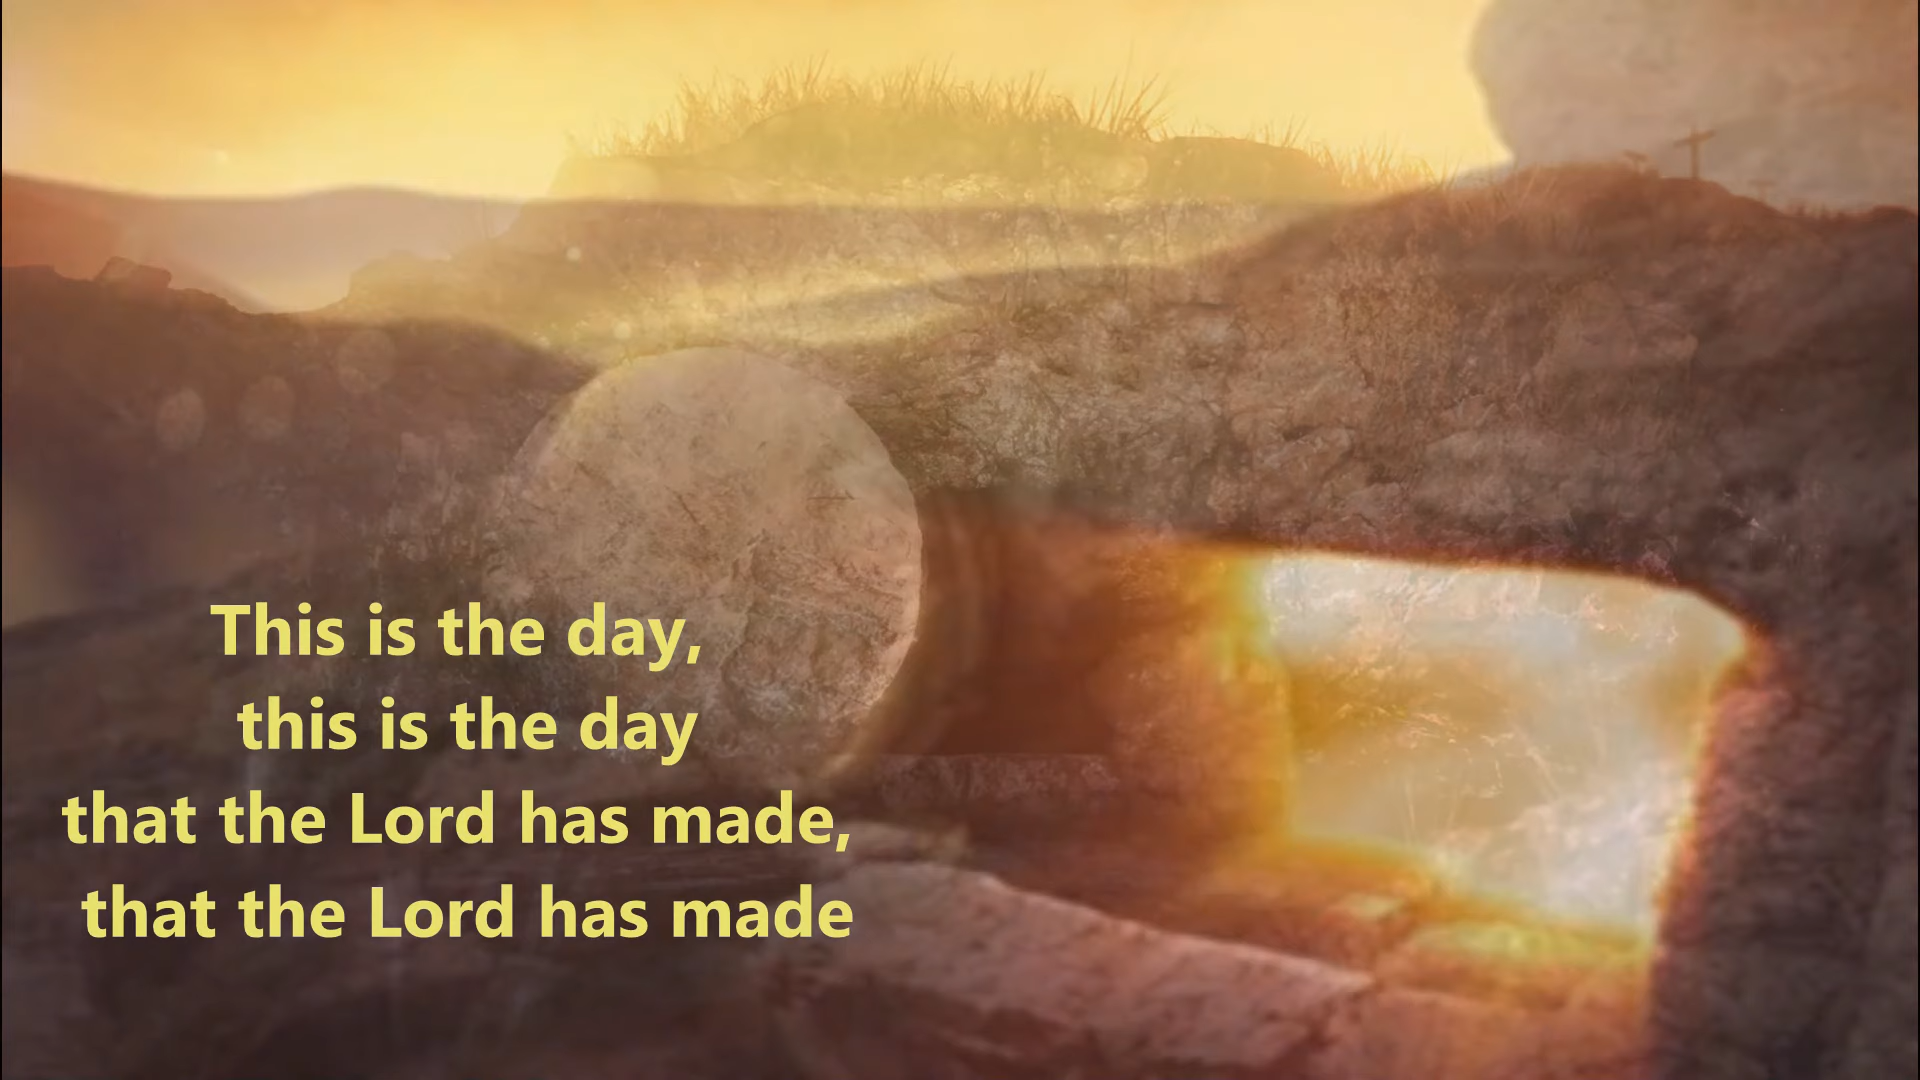 This is the day,
this is the day
that the Lord has made,
that the Lord has made